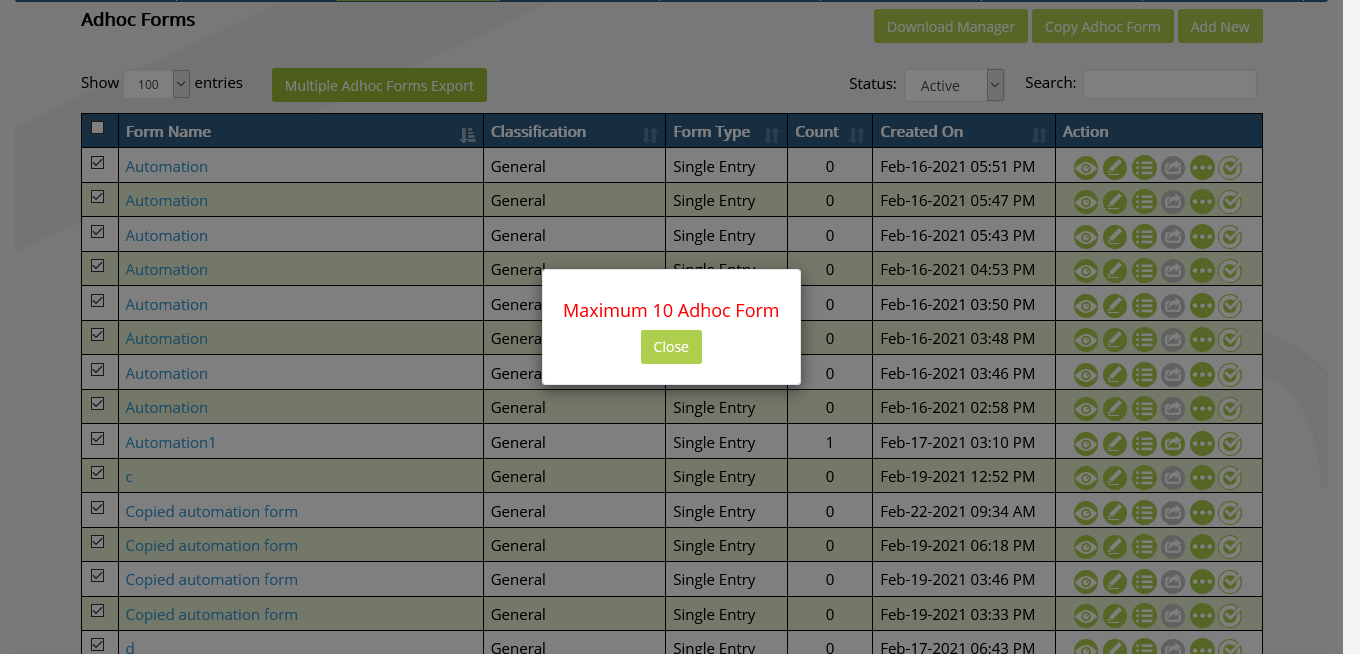 Adhoc Forms
Download Manager Copy Adhoc Form Add New
Show 100 entries Multiple Adhoc Forms Export Status: Active Search:
Form Name Classification Form Type Count Created On Action
Automation General Single Entry 0 Feb-16-2021 05:51 PM
Automation General Single Entry 0 Feb-16-2021 05:47 PM
Automation General Single Entry 0 Feb-16-2021 05:43 PM
Automation General Single Entry 0 Feb-16-2021 04:53 PM
Automation Genera 0 Feb-16-2021 03:50 PM
Maximum 10 Adhoc Form
Automation Genera 0 Feb-16-2021 03:48 PM
Close
Automation Genera 0 Feb-16-2021 03:46 PM
Automation General Single Entry 0 Feb-16-2021 02:58 PM
Automation1 General Single Entry 1 Feb-17-2021 03:10 PM
c General Single Entry 0 Feb-19-2021 12:52 PM
Copied automation form General Single Entry 0 Feb-22-2021 09:34 AM
Copied automation form General Single Entry 0 Feb-19-2021 06:18 PM
Copied automation form General Single Entry 0 Feb-19-2021 03:46 PM
Copied automation form General Single Entry 0 Feb-19-2021 03:33 PM
d General Single Entry 0 Feb-17-2021 06:43 PM